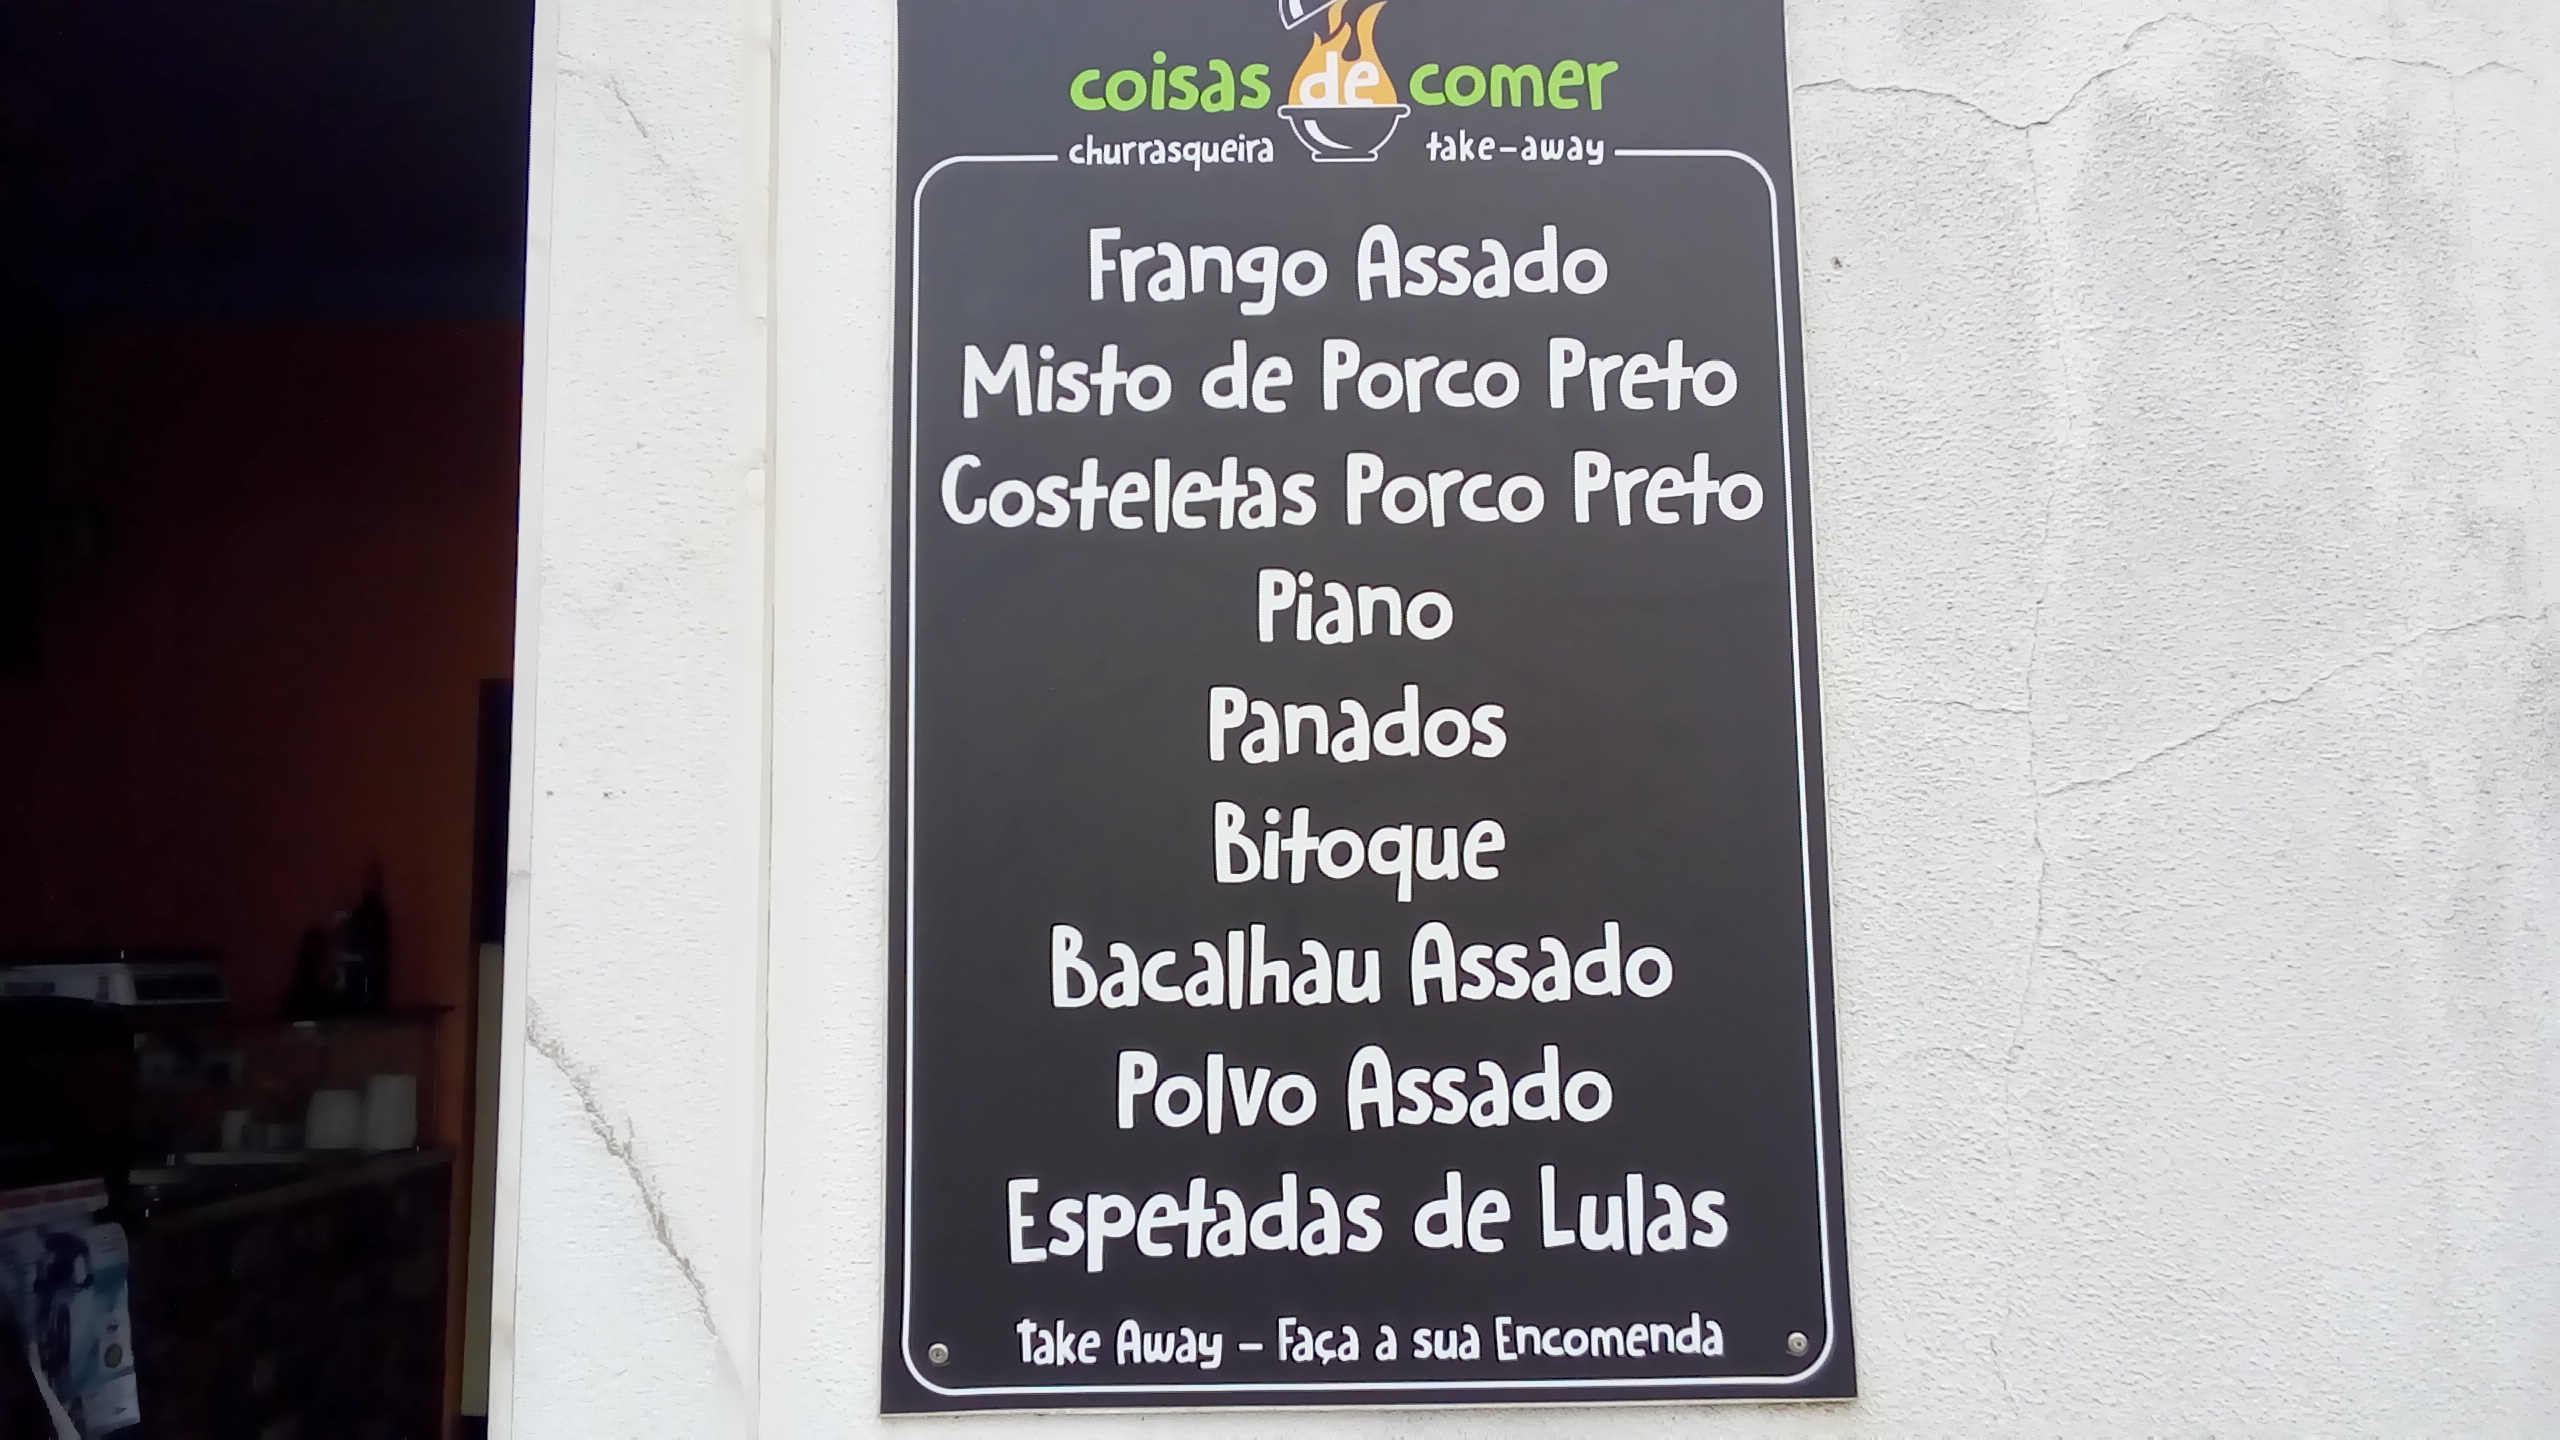 coisas de comer
churrasqueira take-away
Frango Assado
Misto de Porco Preto
Costeletas Porco Preto
Piano
Panados
Bitoque
Bacalhau Assado
Polvo Assado
Espetadas de Lulas
Take Away – Faça a sua Encomenda